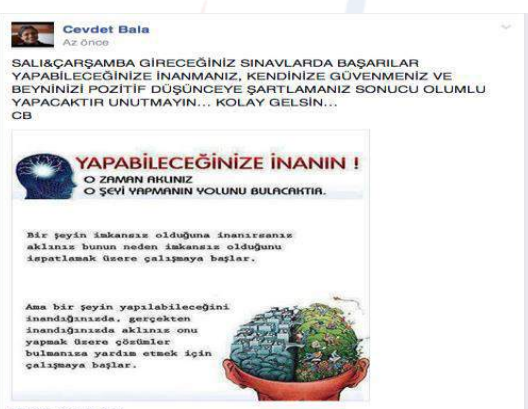 Cevdet Bala
Az önce
SALI&ÇARŞAMBA GİRECEĞİNİZ SINAVLARDA BAŞARILAR
YAPABİLECEĞİNİZE İNANMANIZ, KENDİNİZE GÜVENMENİZ VE
BEYNİNİZİ POZİTİF DÜŞÜNCEYE ŞARTLAMANIZ SONUCU OLUMLU
YAPACAKTIR UNUTMAYIN... KOLAY GELSİN...
CB
YAPABİLECEĞİNİZE İNANIN !
O ZAMAN AKLINIZ
O ŞEYİ YAPMANIN YOLUNU BULACAKTIR.
Bir şeyin imkansız olduğuna inanırsanız
aklınız bunun neden imkansız olduğunu
ispatlamak üzere çalışmaya başlar.
Ama bir şeyin yapılabileceğini
inandığınızda, gerçekten
inandığınızda aklınız onu
yapmak üzere çözümler
bulmanıza yardım etmek için
çalışmaya başlar.